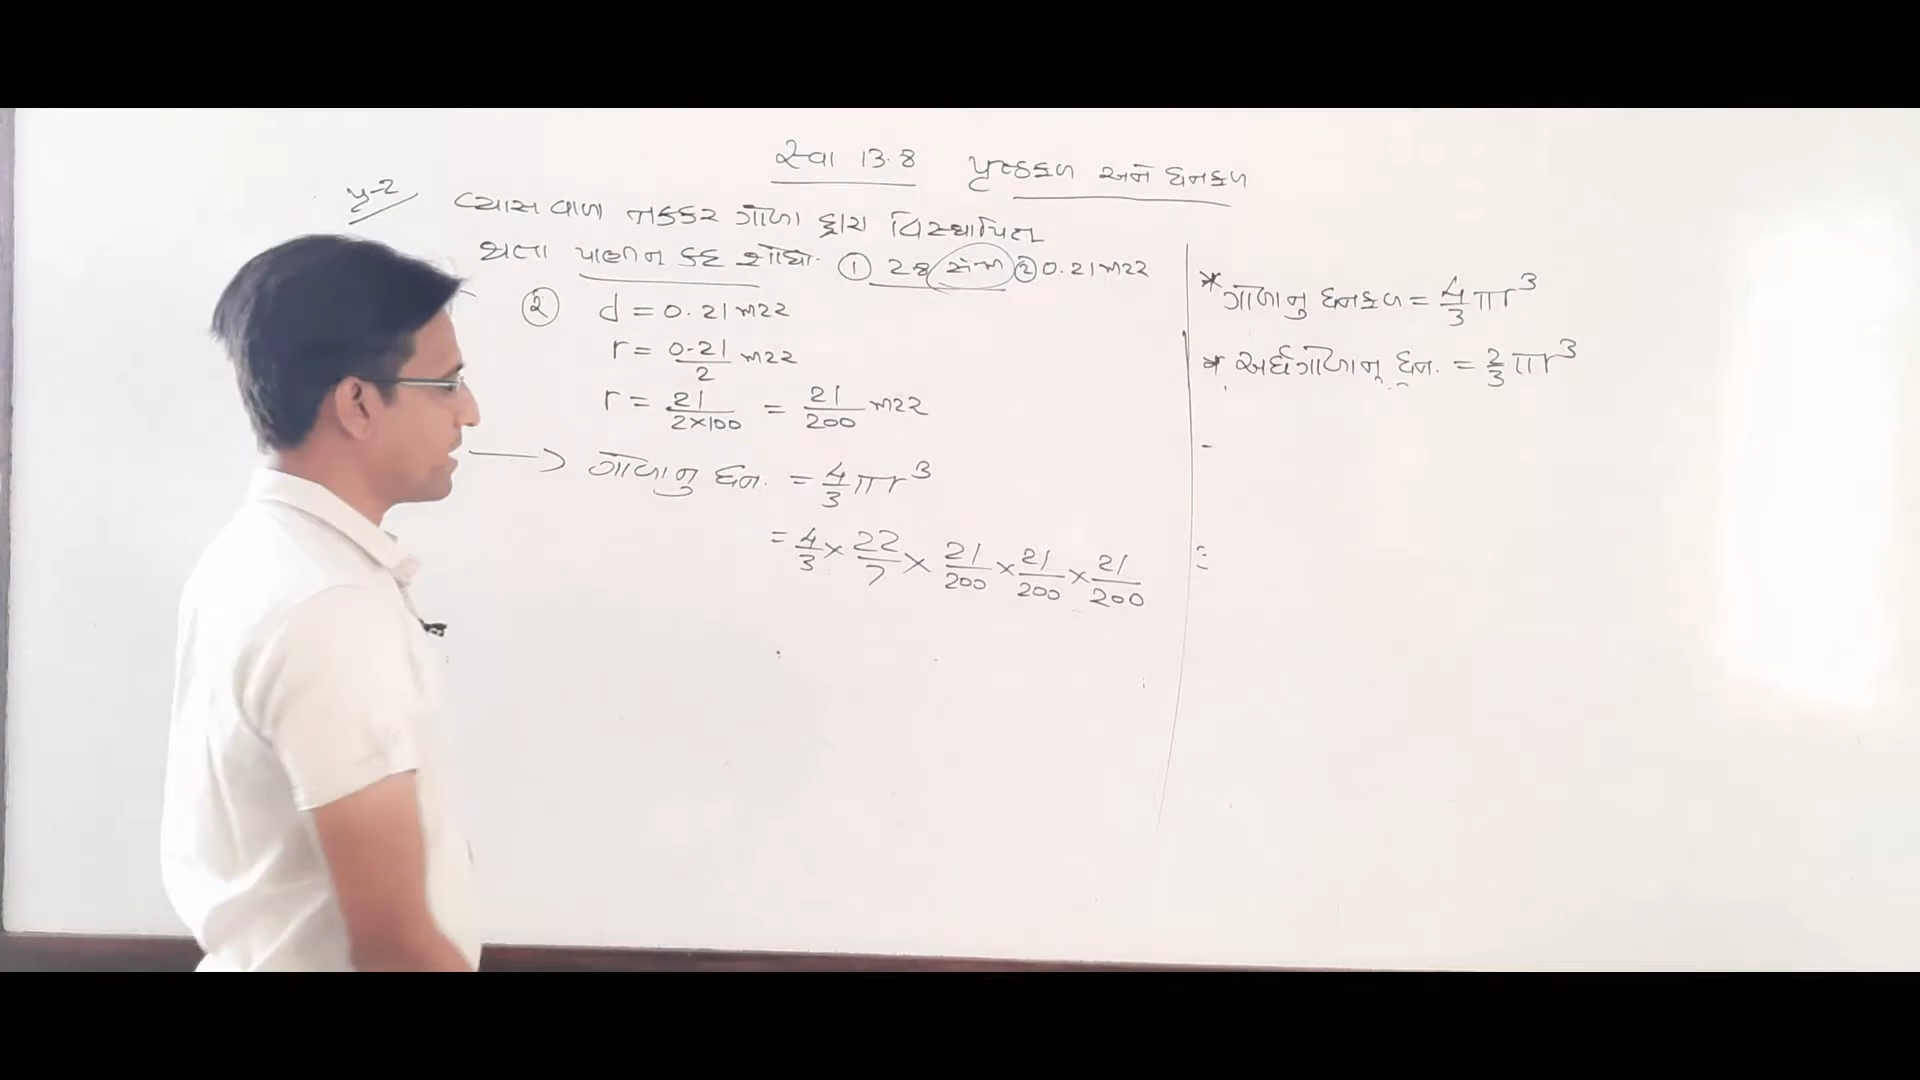 સ્વા 13.8 પૃષ્ઠફળ અને ઘનફળ
પ્ર-2 વ્યાસ વાળા નક્કર ગોળા દ્વારા વિસ્થાપિત
થતા પાણીનુ કદ શોધો. ① 28 સેમી ② 0.21 મીટર
② d = 0.21 મીટર
r = 0.21/2 મીટર
r = 21/2×100 = 21/200 મીટર
→ ગોળાનુ ઘન. = 4/3 πr³
= 4/3 × 22/7 × 21/200 × 21/200 × 21/200
* ગોળાનુ ઘનફળ = 4/3 πr³
* અર્ધગોળાનુ ઘન. = 2/3 πr³